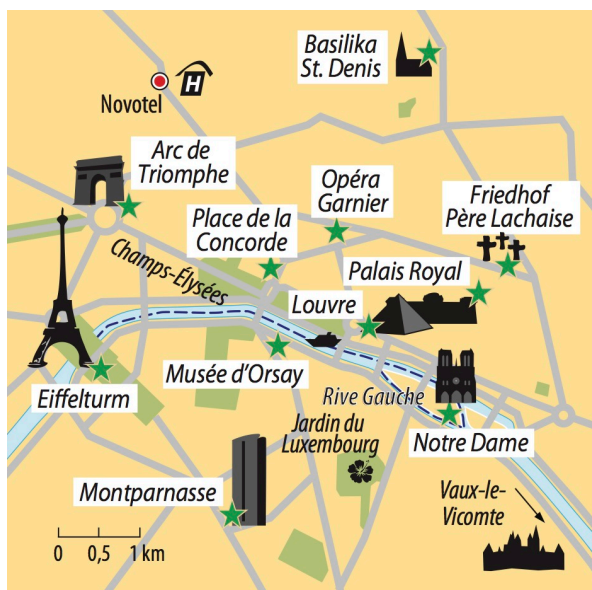 Basilika
St. Denis
H
Novotel
Arc de
Triomphe
Opéra
Garnier
Friedhof
Père Lachaise
Place de la
Concorde
Champs-Élysées
Palais Royal
Louvre
Musée d'Orsay
Eiffelturm
Rive Gauche
Jardin du
Luxembourg
Notre Dame
Montparnasse
Vaux-le-
Vicomte
0 0,5 1 km